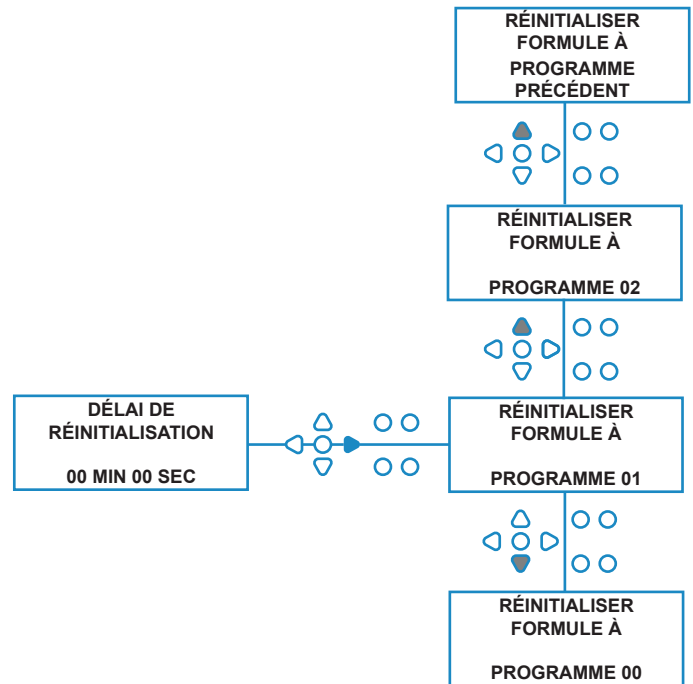 RÉINITIALISER
FORMULE À
PROGRAMME
PRÉCÉDENT
RÉINITIALISER
FORMULE À
PROGRAMME 02
DÉLAI DE
RÉINITIALISATION
00 MIN 00 SEC
RÉINITIALISER
FORMULE À
PROGRAMME 01
RÉINITIALISER
FORMULE À
PROGRAMME 00